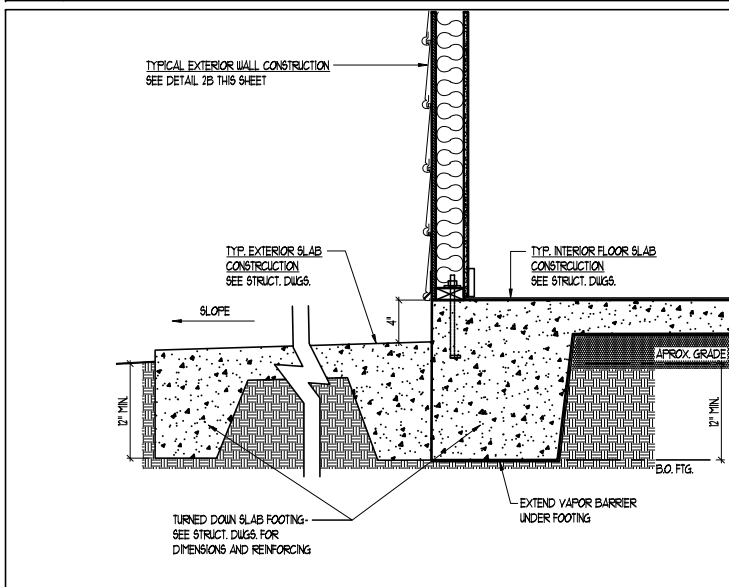 TYPICAL EXTERIOR WALL CONSTRUCTION
SEE DETAIL 2B THIS SHEET
TYP. EXTERIOR SLAB
CONSTRCUCTION
SEE STRUCT. DWGS.
TYP. INTERIOR FLOOR SLAB
CONSTRCUCTION
SEE STRUCT. DWGS.
SLOPE
4"
APROX. GRADE
12" MIN.
12" MIN.
B.O. FTG.
EXTEND VAPOR BARRIER
UNDER FOOTING
TURNED DOWN SLAB FOOTING-
SEE STRUCT. DWGS. FOR
DIMENSIONS AND REINFORCING